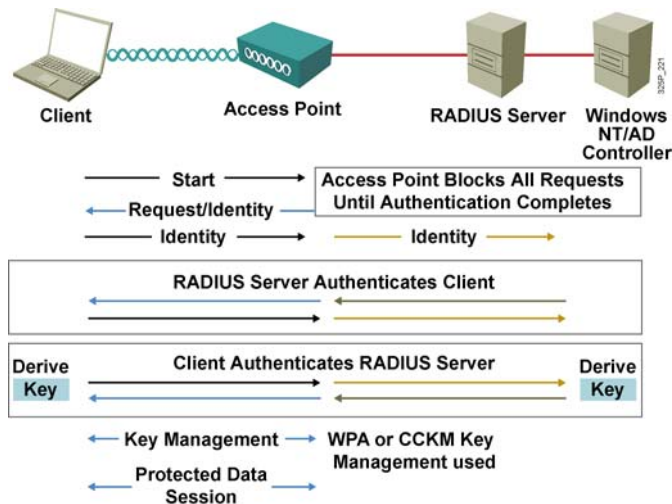 Client
Access Point
RADIUS Server
Windows
NT/AD
Controller
325P_221
Start
Access Point Blocks All Requests
Until Authentication Completes
Request/Identity
Identity
Identity
RADIUS Server Authenticates Client
Client Authenticates RADIUS Server
Derive
Key
Derive
Key
Key Management
WPA or CCKM Key
Management used
Protected Data
Session